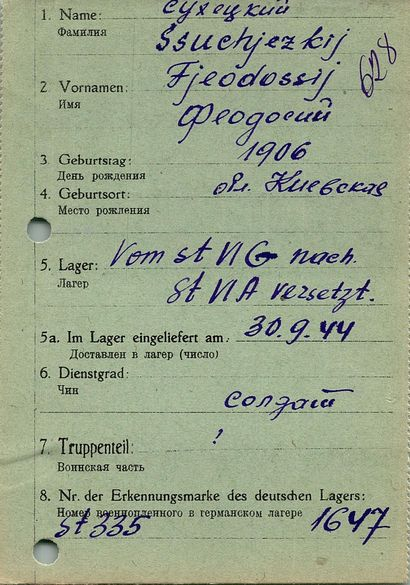 1. Name: Сухецкий
Фамилия Ssuchjezkij
628
2. Vornamen: Fjeodossij
Имя Феодосий
3. Geburtstag: 1906
День рождения
4. Geburtsort: обл. Киевская
Место рождения
5. Lager: Vom St VI G nach
Лагер St VI A versetzt.
5a. Im Lager eingeliefert am: 30.9.44
Доставлен в лагер (число)
6. Dienstgrad:
Чин солдат
7. Truppenteil: !
Воинская часть
8. Nr. der Erkennungsmarke des deutschen Lagers:
Номер военнопленного в германском лагере
St 335 1647